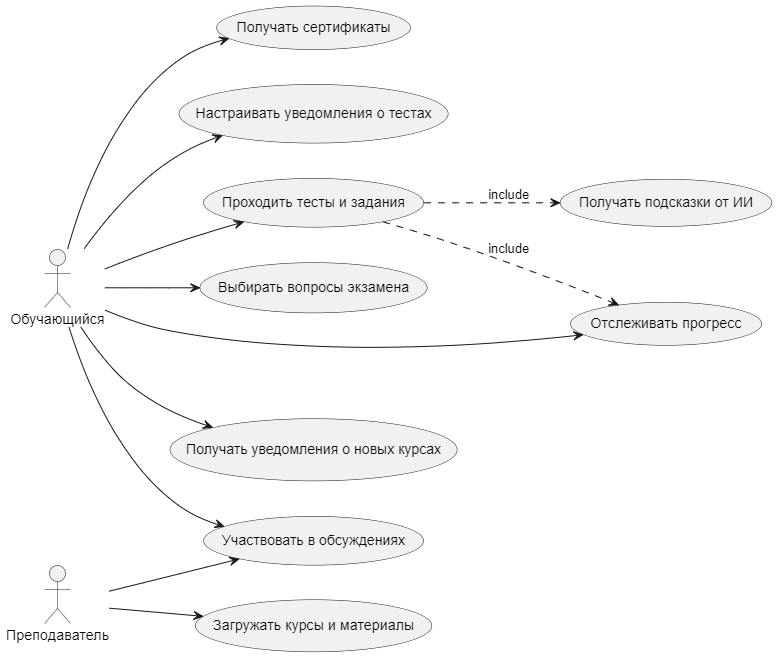 Получать сертификаты
Настраивать уведомления о тестах
Проходить тесты и задания
include
Получать подсказки от ИИ
include
Выбирать вопросы экзамена
Обучающийся
Отслеживать прогресс
Получать уведомления о новых курсах
Участвовать в обсуждениях
Преподаватель
Загружать курсы и материалы